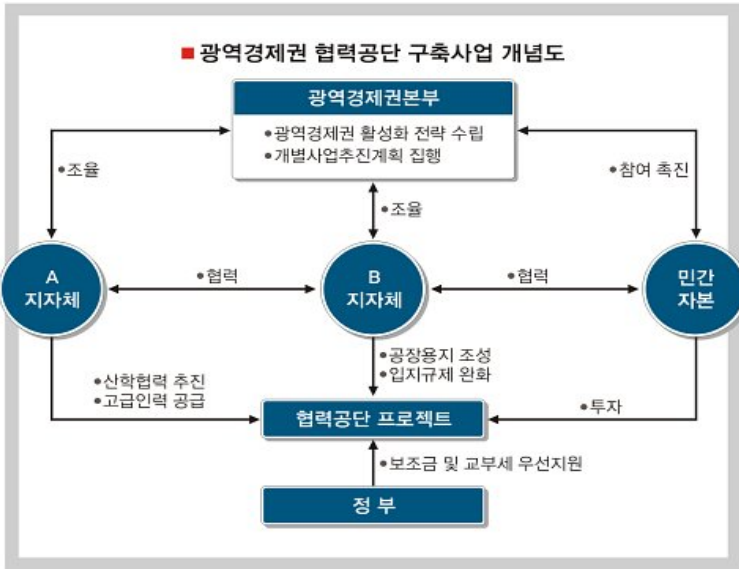 ■ 광역경제권 협력공단 구축사업 개념도
광역경제권본부
●광역경제권 활성화 전략 수립
●개별사업추진계획 집행
●조율
●조율
●참여 촉진
A
지자체
●협력
B
지자체
●협력
민간
자본
●산학협력 추진
●고급인력 공급
●공장용지 조성
●입지규제 완화
●투자
협력공단 프로젝트
●보조금 및 교부세 우선지원
정 부